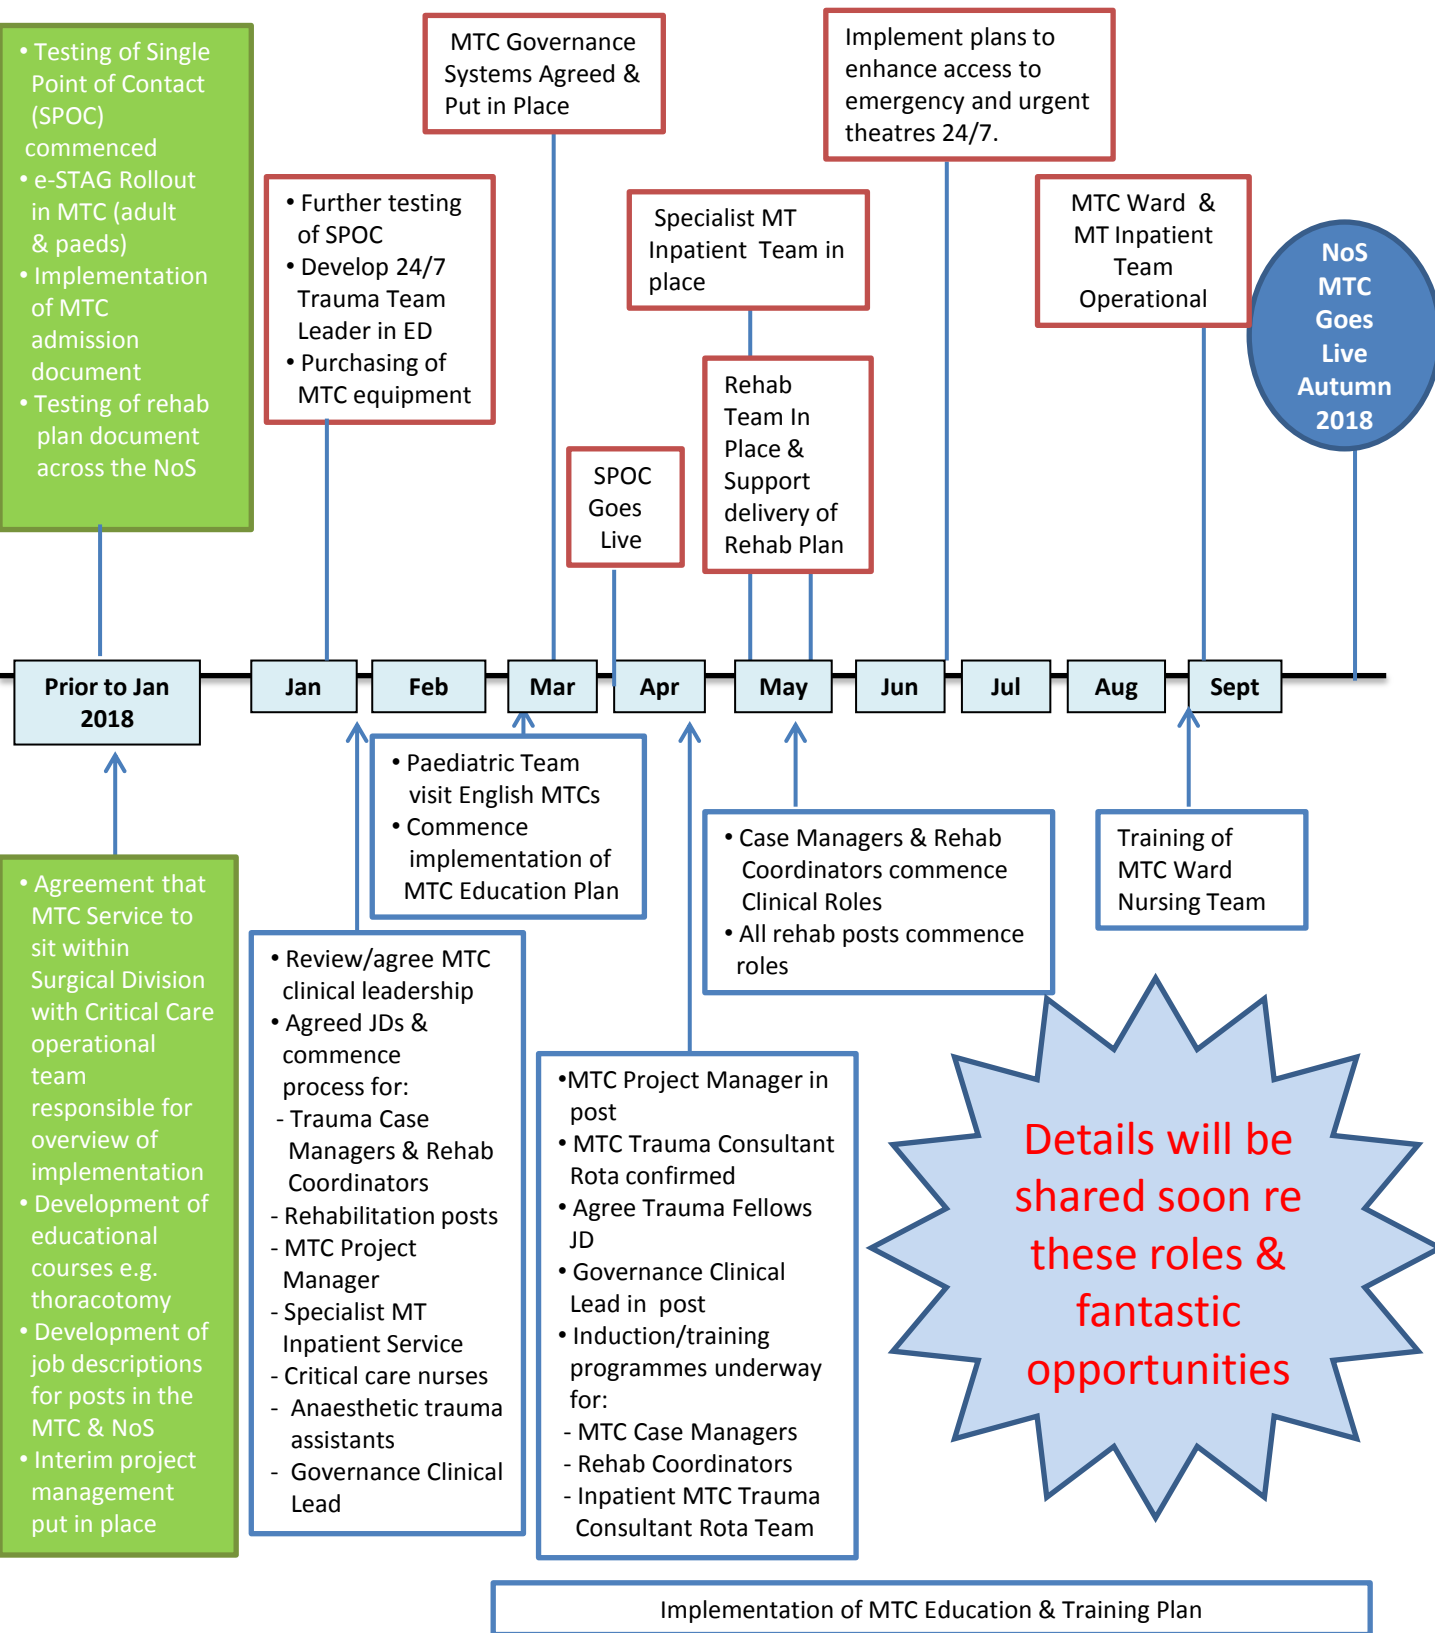 • Testing of Single
Point of Contact
(SPOC)
commenced
• e-STAG Rollout
in MTC (adult
& paeds)
• Implementation
of MTC
admission
document
• Testing of rehab
plan document
across the NoS
• Further testing
of SPOC
• Develop 24/7
Trauma Team
Leader in ED
• Purchasing of
MTC equipment
MTC Governance
Systems Agreed &
Put in Place
SPOC
Goes
Live
Specialist MT
Inpatient Team in
place
Rehab
Team In
Place &
Support
delivery of
Rehab Plan
Implement plans to
enhance access to
emergency and urgent
theatres 24/7.
MTC Ward &
MT Inpatient
Team
Operational
NoS
MTC
Goes
Live
Autumn
2018
Prior to Jan
2018
Jan
Feb
Mar
Apr
May
Jun
Jul
Aug
Sept
• Agreement that
MTC Service to
sit within
Surgical Division
with Critical Care
operational
team
responsible for
overview of
implementation
• Development of
educational
courses e.g.
thoracotomy
• Development of
job descriptions
for posts in the
MTC & NoS
• Interim project
management
put in place
• Review/agree MTC
clinical leadership
• Agreed JDs &
commence
process for:
- Trauma Case
Managers & Rehab
Coordinators
- Rehabilitation posts
- MTC Project
Manager
- Specialist MT
Inpatient Service
- Critical care nurses
- Anaesthetic trauma
assistants
- Governance Clinical
Lead
• Paediatric Team
visit English MTCs
• Commence
implementation of
MTC Education Plan
•MTC Project Manager in
post
• MTC Trauma Consultant
Rota confirmed
• Agree Trauma Fellows
JD
• Governance Clinical
Lead in post
• Induction/training
programmes underway
for:
- MTC Case Managers
- Rehab Coordinators
- Inpatient MTC Trauma
Consultant Rota Team
• Case Managers & Rehab
Coordinators commence
Clinical Roles
• All rehab posts commence
roles
Training of
MTC Ward
Nursing Team
Details will be
shared soon re
these roles &
fantastic
opportunities
Implementation of MTC Education & Training Plan